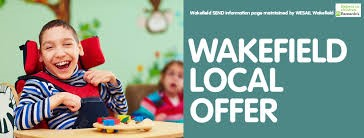 Wakefield SEND information page maintained by WESAIL Wakefield
WAKEFIELD
LOCAL
OFFER